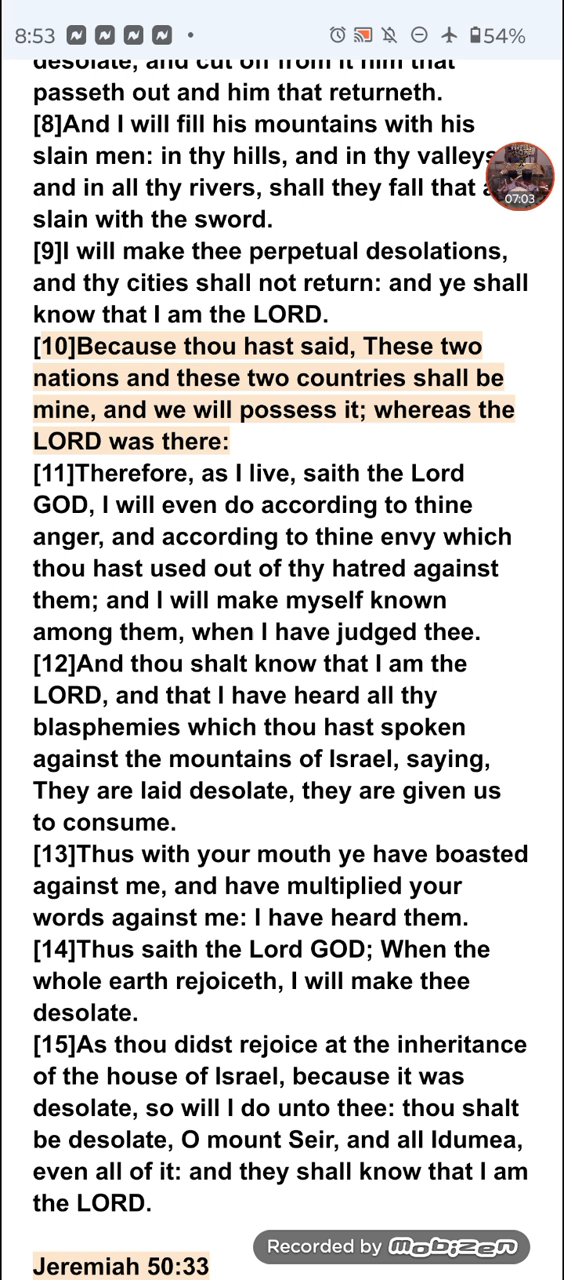 8:53 54%
desolate, and cut off from it him that
passeth out and him that returneth.
[8]And I will fill his mountains with his
slain men: in thy hills, and in thy valleys
and in all thy rivers, shall they fall that a
07:03
slain with the sword.
[9]I will make thee perpetual desolations,
and thy cities shall not return: and ye shall
know that I am the LORD.
[10]Because thou hast said, These two
nations and these two countries shall be
mine, and we will possess it; whereas the
LORD was there:
[11]Therefore, as I live, saith the Lord
GOD, I will even do according to thine
anger, and according to thine envy which
thou hast used out of thy hatred against
them; and I will make myself known
among them, when I have judged thee.
[12]And thou shalt know that I am the
LORD, and that I have heard all thy
blasphemies which thou hast spoken
against the mountains of Israel, saying,
They are laid desolate, they are given us
to consume.
[13]Thus with your mouth ye have boasted
against me, and have multiplied your
words against me: I have heard them.
[14]Thus saith the Lord GOD; When the
whole earth rejoiceth, I will make thee
desolate.
[15]As thou didst rejoice at the inheritance
of the house of Israel, because it was
desolate, so will I do unto thee: thou shalt
be desolate, O mount Seir, and all Idumea,
even all of it: and they shall know that I am
the LORD.
Recorded by Mobizen
Jeremiah 50:33